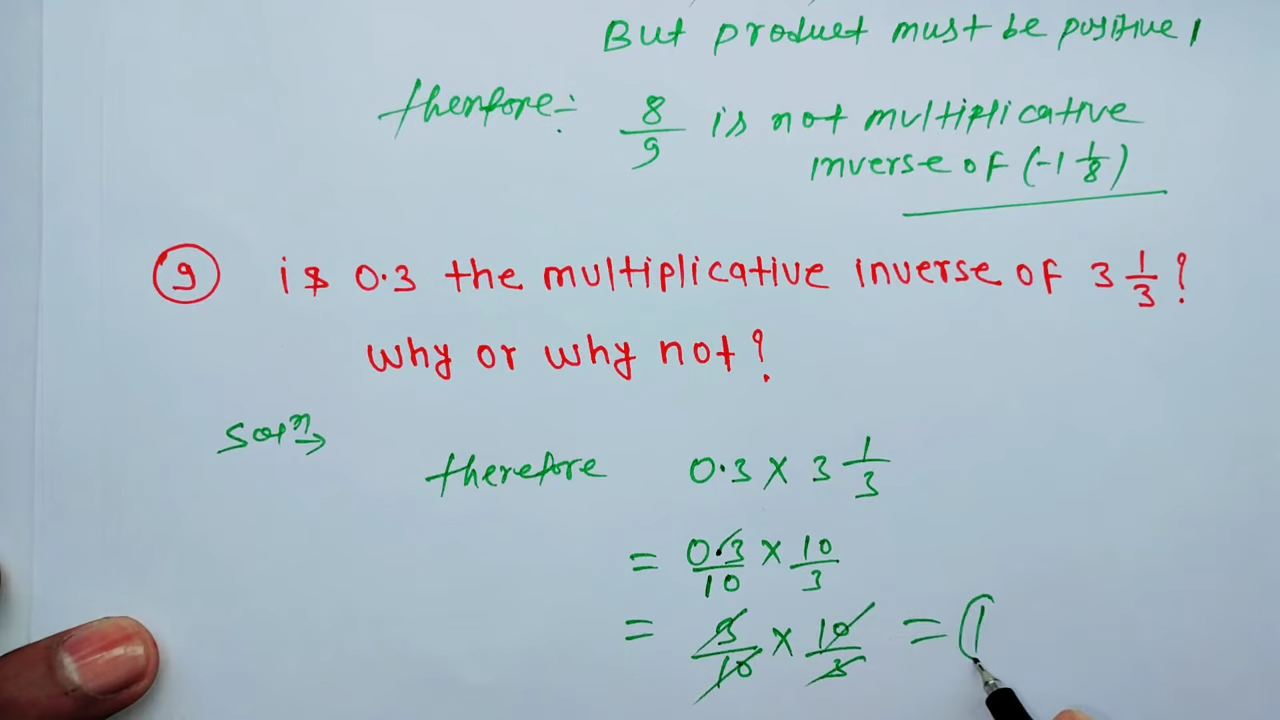 But product must be positive,
therefore:- 8/9 is not multiplicative
inverse of (-1 1/8)
9 is 0.3 the multiplicative inverse of 3 1/3?
why or why not?
Solⁿ→
therefore 0.3 × 3 1/3
= 0.3/10 × 10/3
= 3/10 × 10/3 = 1